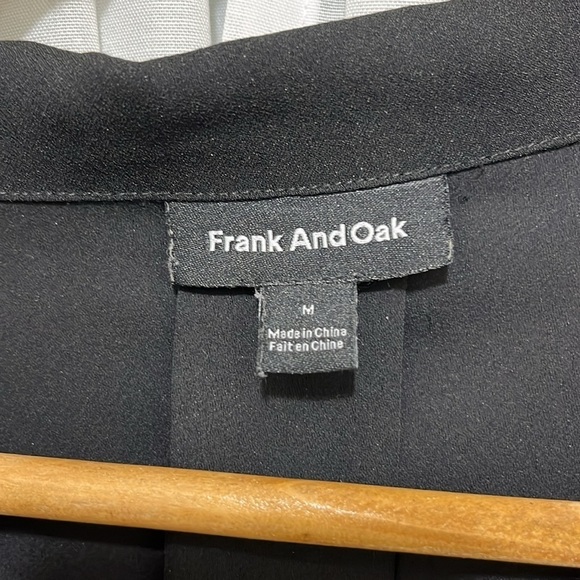 Frank And Oak
M
Made in China
Fait en Chine